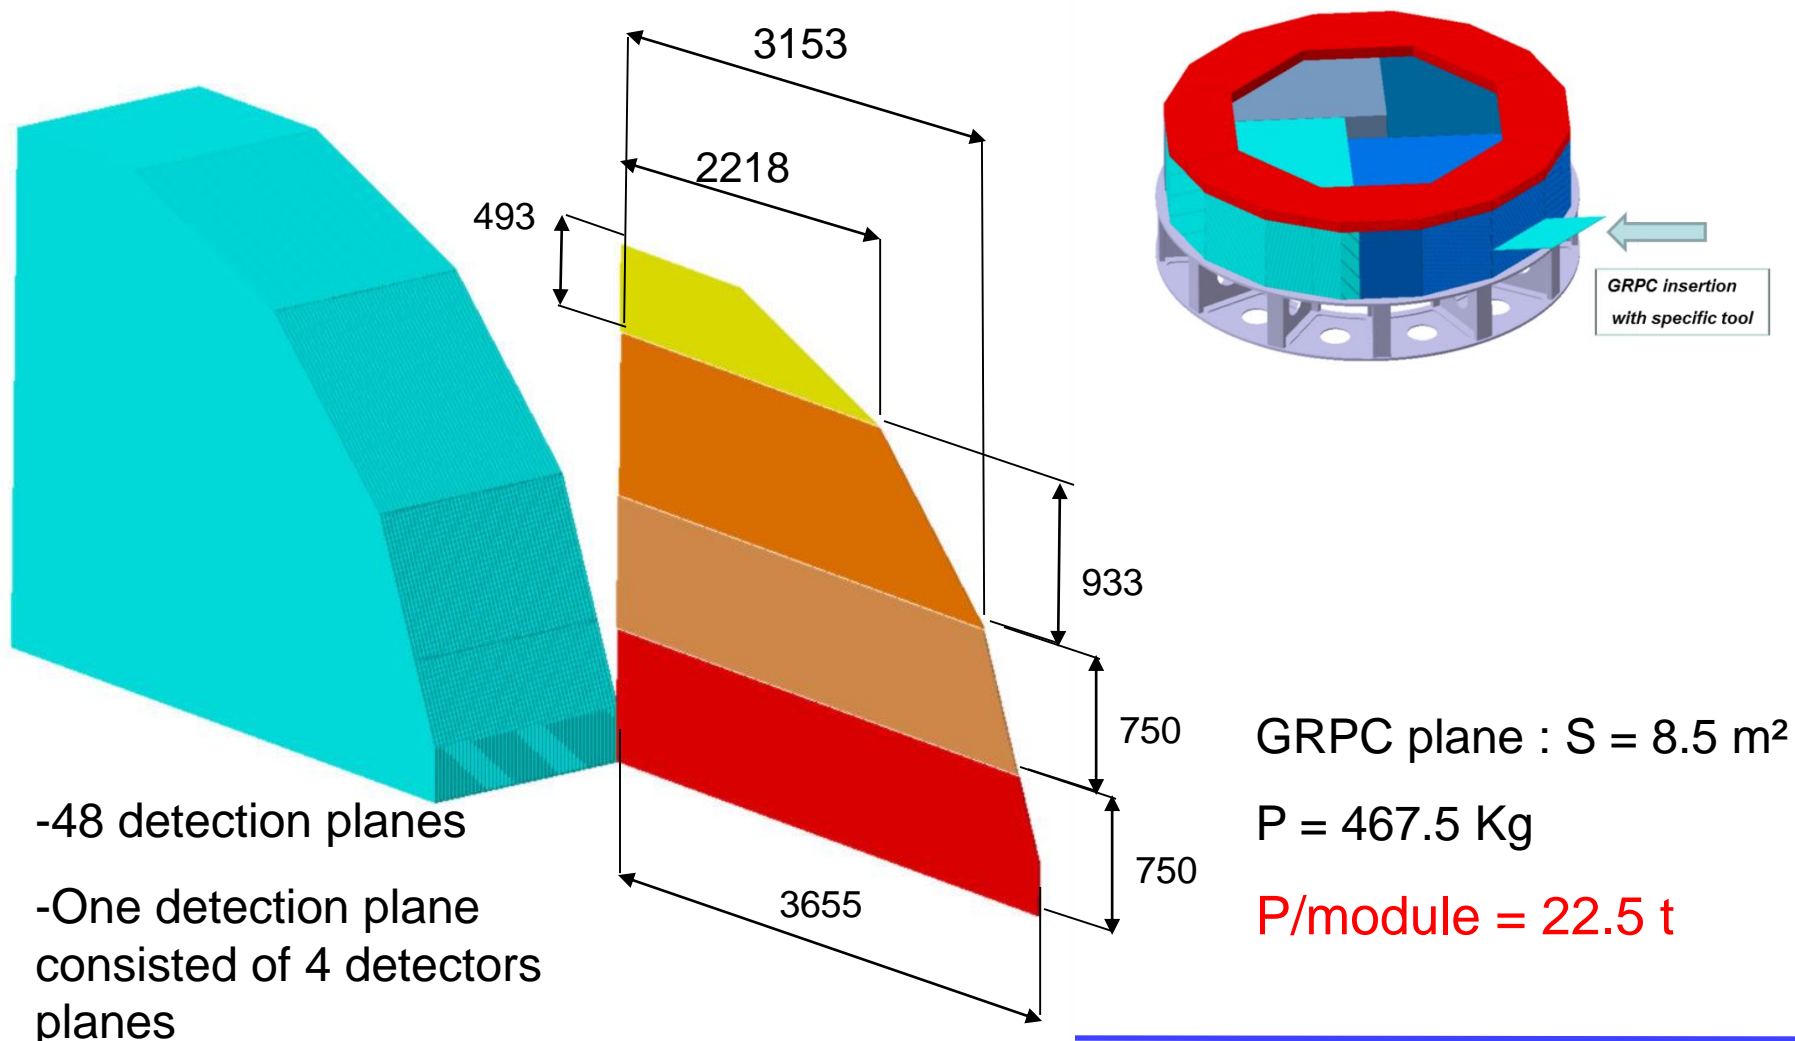 3153
2218
493
GRPC insertion
with specific tool
933
750
750
3655
GRPC plane : S = 8.5 m²
P = 467.5 Kg
P/module = 22.5 t
-48 detection planes
-One detection plane
consisted of 4 detectors
planes